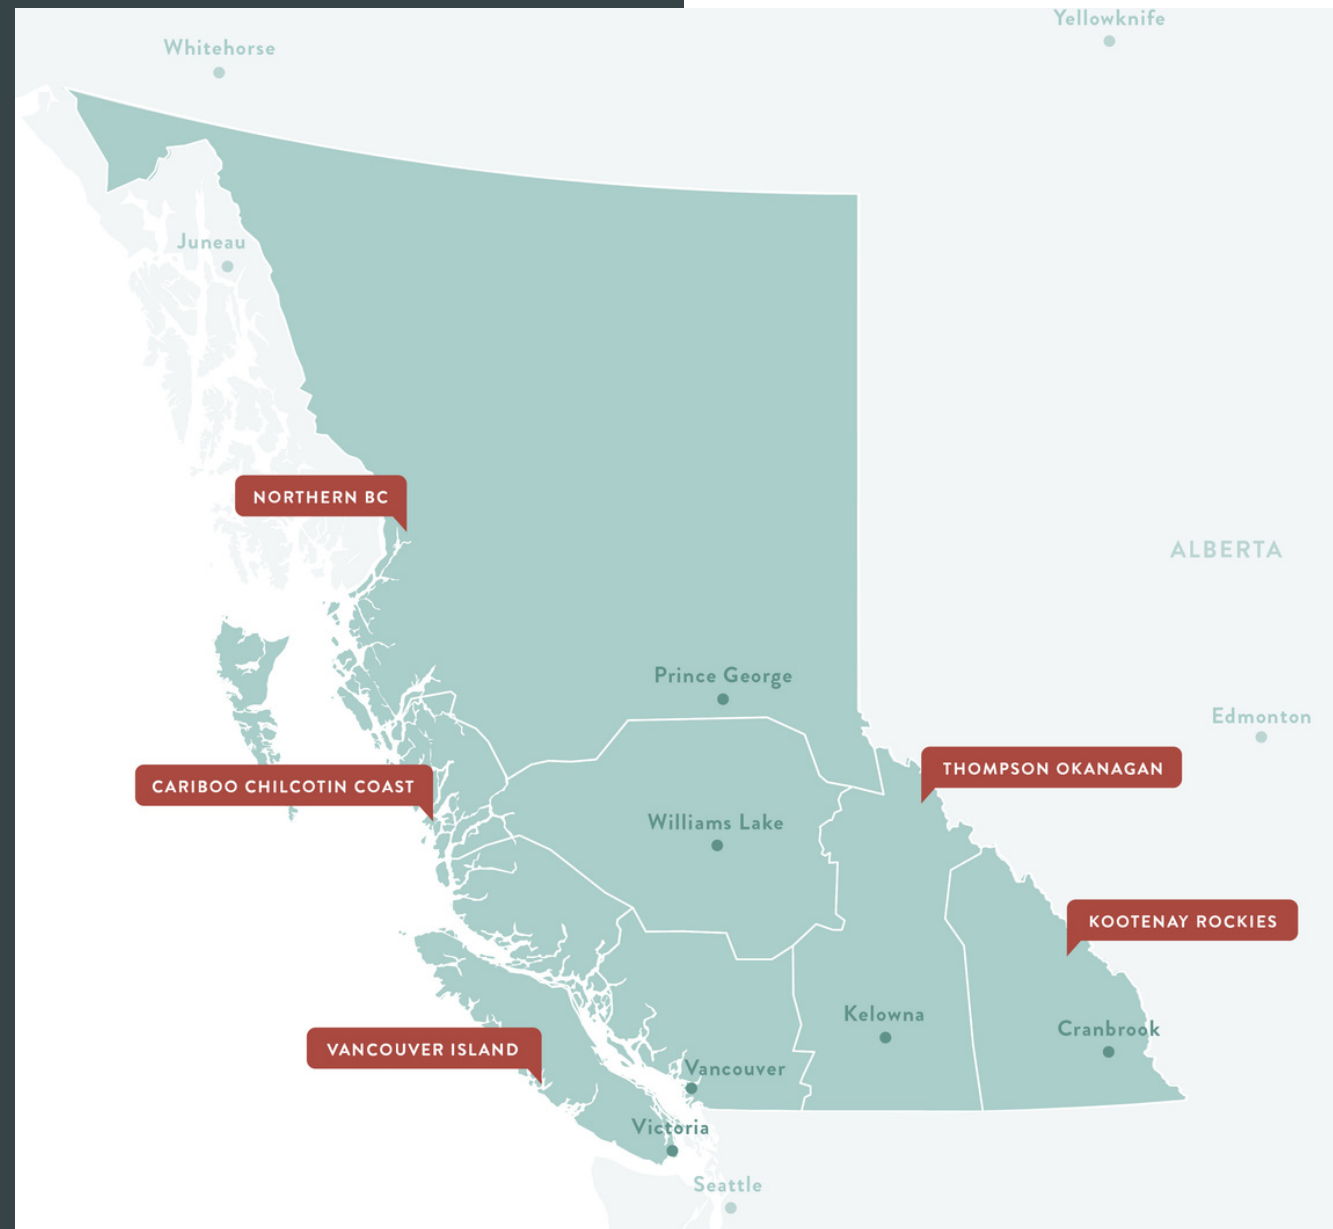 Yellowknife
Whitehorse
Juneau
NORTHERN BC
ALBERTA
Prince George
Edmonton
THOMPSON OKANAGAN
CARIBOO CHILCOTIN COAST
Williams Lake
KOOTENAY ROCKIES
Kelowna
Cranbrook
VANCOUVER ISLAND
Vancouver
Victoria
Seattle